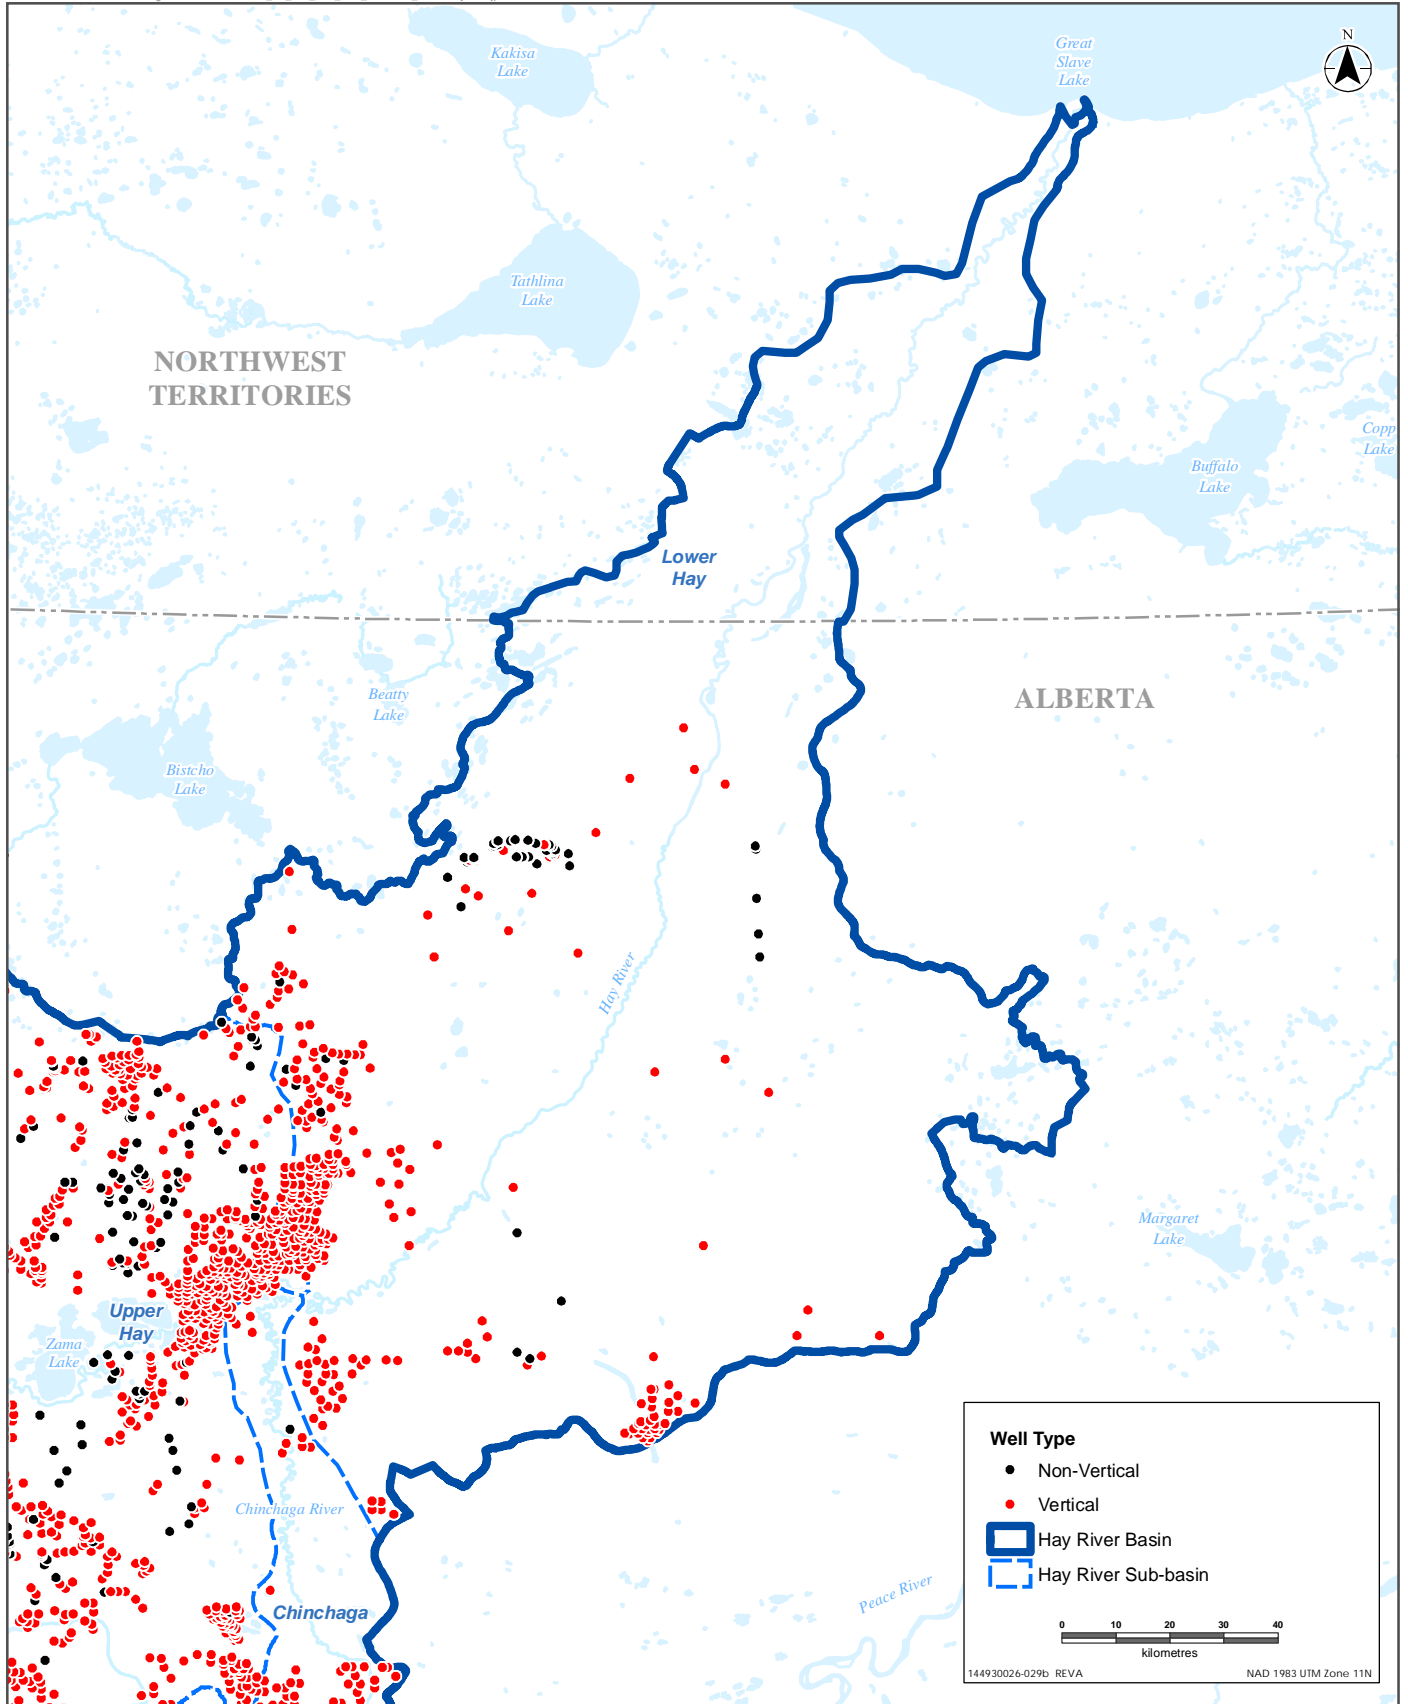 Kakisa
Lake
Great
Slave
Lake
N
Tathlina
Lake
NORTHWEST
TERRITORIES
Copp
Lake
Buffalo
Lake
Lower
Hay
Beatty
Lake
ALBERTA
Bistcho
Lake
Hay River
Margaret
Lake
Upper
Hay
Zama
Lake
Chinchaga River
Chinchaga
Peace River
Well Type
Non-Vertical
Vertical
Hay River Basin
Hay River Sub-basin
0 10 20 30 40
kilometres
144930026-029b REVA NAD 1983 UTM Zone 11N